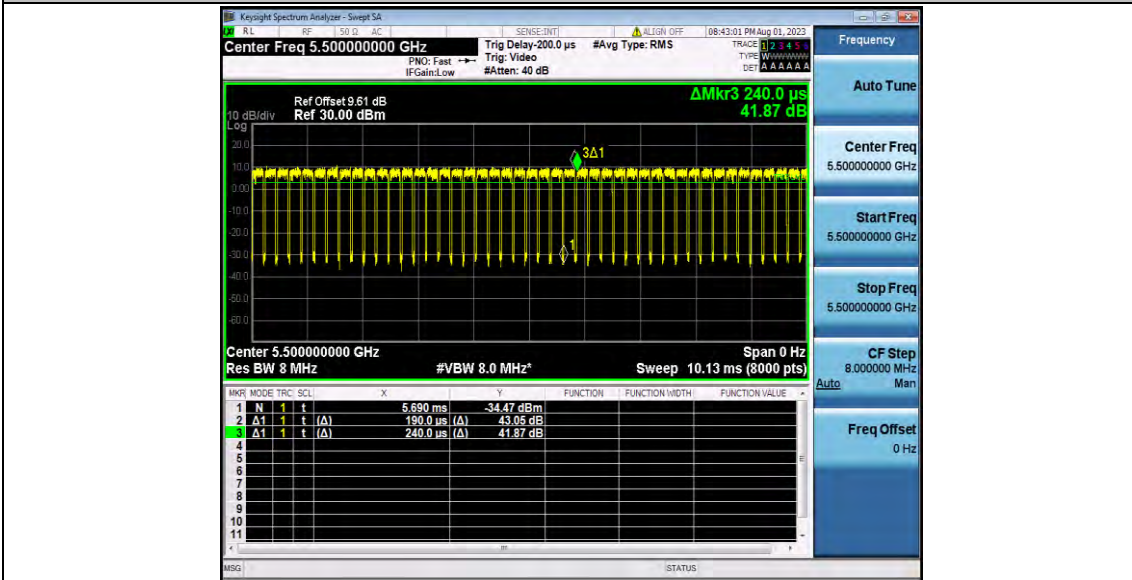 Keysight Spectrum Analyzer - Swept SA
RL RF 50 Ω AC SENSE:INT ALIGN OFF 08:43:01 PM Aug 01, 2023
Center Freq 5.500000000 GHz
PNO: Fast
IFGain:Low
Trig Delay-200.0 µs
Trig: Video
#Atten: 40 dB
#Avg Type: RMS
TRACE 1 2 3 4 5 6
TYPE W
DET A A A A A A
Ref Offset 9.61 dB
10 dB/div Ref 30.00 dBm
Log
ΔMkr3 240.0 µs
41.87 dB
20.0
10.0
0.00
-10.0
-20.0
-30.0
-40.0
-50.0
-60.0
3Δ1
1
Center 5.500000000 GHz Span 0 Hz
Res BW 8 MHz #VBW 8.0 MHz* Sweep 10.13 ms (8000 pts)
MKR MODE TRC SCL X Y FUNCTION FUNCTION WIDTH FUNCTION VALUE
1 N 1 t 5.690 ms -34.47 dBm
2 Δ1 1 t (Δ) 190.0 µs (Δ) 43.05 dB
3 Δ1 1 t (Δ) 240.0 µs (Δ) 41.87 dB
4
5
6
7
8
9
10
11
MSG STATUS
Frequency
Auto Tune
Center Freq
5.500000000 GHz
Start Freq
5.500000000 GHz
Stop Freq
5.500000000 GHz
CF Step
8.000000 MHz
Auto Man
Freq Offset
0 Hz